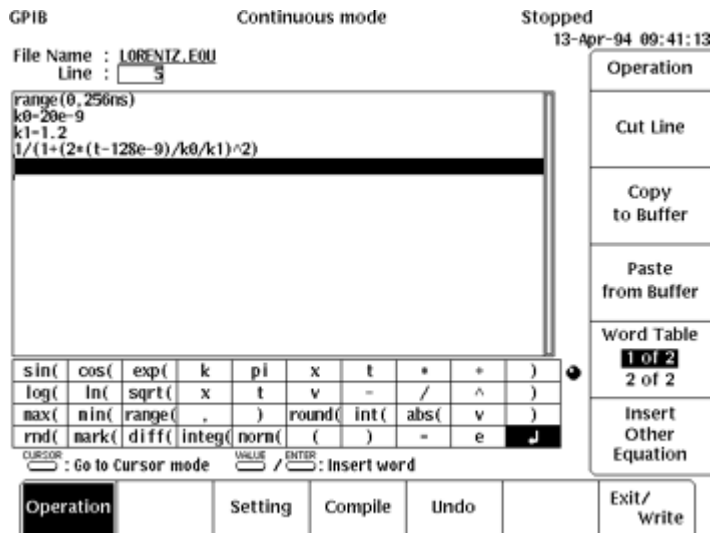 GPIB Continuous mode Stopped
13-Apr-94 09:41:13
File Name : LORENTZ.EQU
Line : 5
range(0,256ns)
k0=20e-9
k1=1.2
1/(1+(2*(t-128e-9)/k0/k1)^2)
sin( cos( exp( k pi x t * + )
log( ln( sqrt( x t v - / ^ )
max( min( range( , ) round( int( abs( v )
rnd( mark( diff( integ( norm( ( ) = e ↲
CURSOR : Go to Cursor mode VALUE / ENTER : Insert word
Operation
Cut Line
Copy
to Buffer
Paste
from Buffer
Word Table
1 of 2
2 of 2
Insert
Other
Equation
Operation Setting Compile Undo Exit/
Write